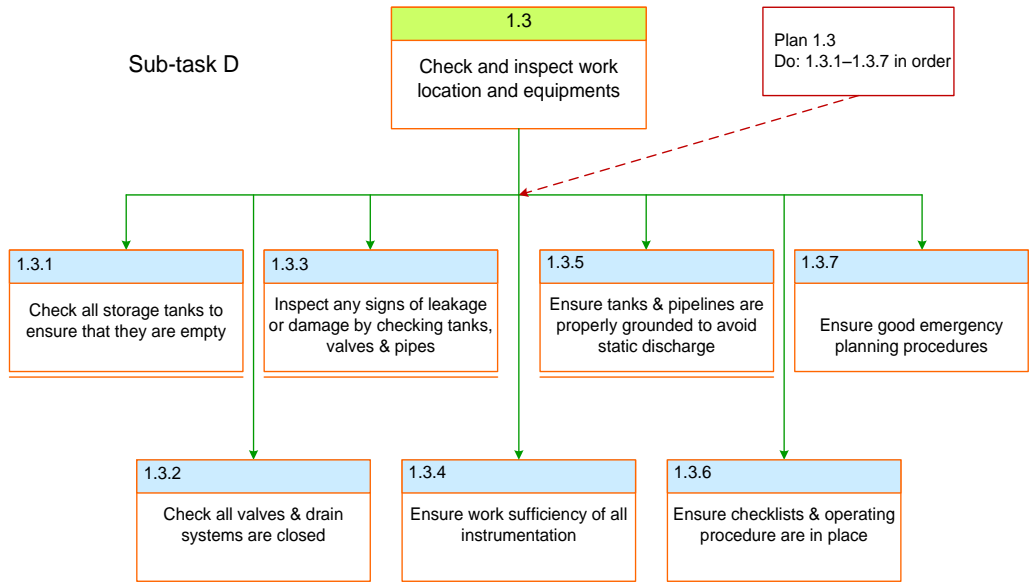 Sub-task D
1.3
Check and inspect work
location and equipments
Plan 1.3
Do: 1.3.1–1.3.7 in order
1.3.1
Check all storage tanks to
ensure that they are empty
1.3.3
Inspect any signs of leakage
or damage by checking tanks,
valves & pipes
1.3.5
Ensure tanks & pipelines are
properly grounded to avoid
static discharge
1.3.7
Ensure good emergency
planning procedures
1.3.2
Check all valves & drain
systems are closed
1.3.4
Ensure work sufficiency of all
instrumentation
1.3.6
Ensure checklists & operating
procedure are in place